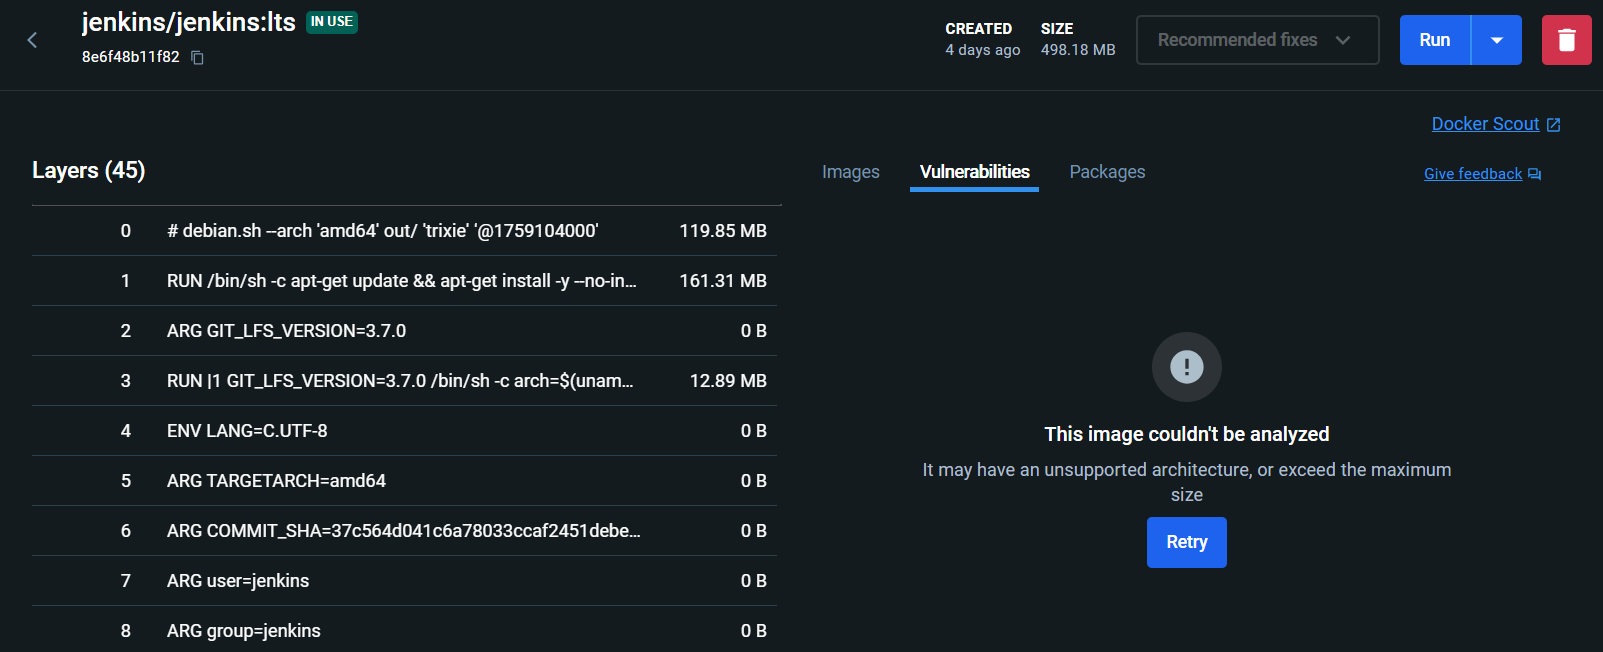 jenkins/jenkins:lts IN USE
8e6f48b11f82
CREATED
4 days ago
SIZE
498.18 MB
Recommended fixes
Run
Docker Scout
Layers (45)
Images
Vulnerabilities
Packages
Give feedback
0 # debian.sh --arch 'amd64' out/ 'trixie' '@1759104000' 119.85 MB
1 RUN /bin/sh -c apt-get update && apt-get install -y --no-in... 161.31 MB
2 ARG GIT_LFS_VERSION=3.7.0 0 B
3 RUN |1 GIT_LFS_VERSION=3.7.0 /bin/sh -c arch=$(unam... 12.89 MB
4 ENV LANG=C.UTF-8 0 B
5 ARG TARGETARCH=amd64 0 B
6 ARG COMMIT_SHA=37c564d041c6a78033ccaf2451debe... 0 B
7 ARG user=jenkins 0 B
8 ARG group=jenkins 0 B
This image couldn't be analyzed
It may have an unsupported architecture, or exceed the maximum
size
Retry